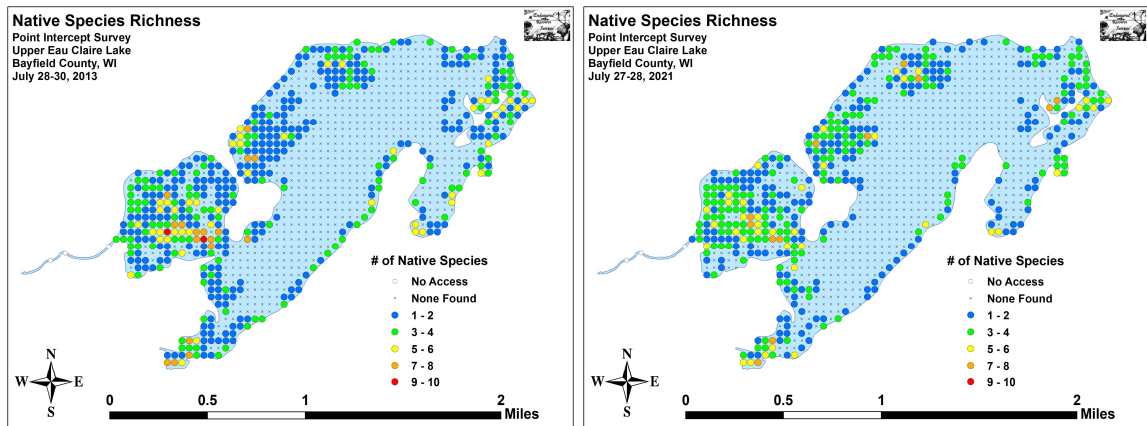 Native Species Richness
Point Intercept Survey
Upper Eau Claire Lake
Bayfield County, WI
July 28-30, 2013
# of Native Species
No Access
None Found
1 - 2
3 - 4
5 - 6
7 - 8
9 - 10
N
W E
S
0 0.5 1 2
Miles
Native Species Richness
Point Intercept Survey
Upper Eau Claire Lake
Bayfield County, WI
July 27-28, 2021
# of Native Species
No Access
None Found
1 - 2
3 - 4
5 - 6
7 - 8
9 - 10
N
W E
S
0 0.5 1 2
Miles